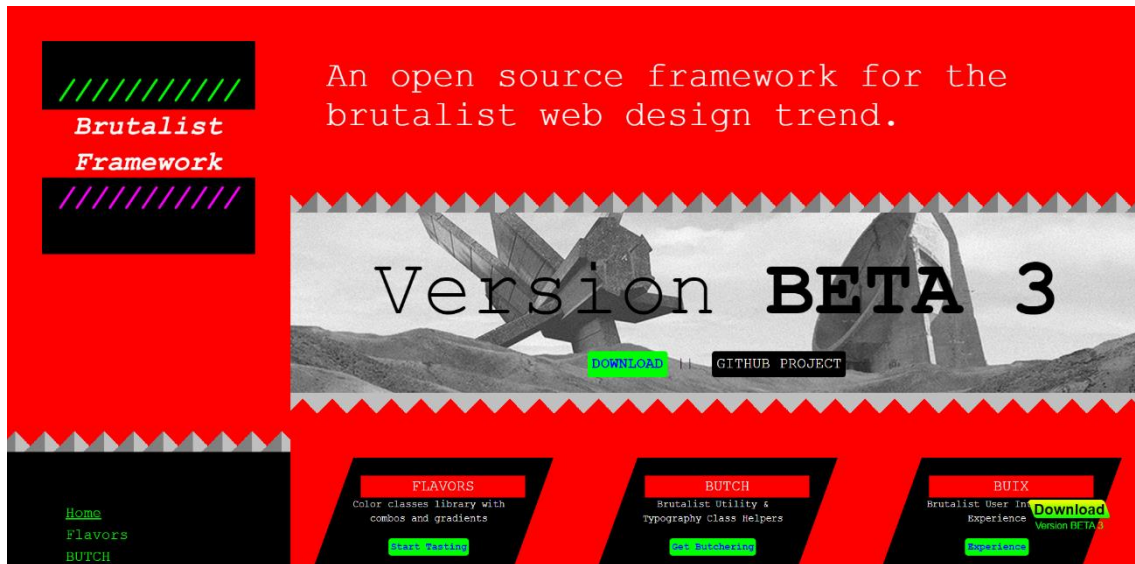 ///////////
Brutalist
Framework
///////////
An open source framework for the
brutalist web design trend.
Version BETA 3
DOWNLOAD || GITHUB PROJECT
Home
Flavors
BUTCH
FLAVORS
Color classes library with
combos and gradients
Start Tasting
BUTCH
Brutalist Utility &
Typography Class Helpers
Get Butchering
BUIX
Brutalist User
Experience
Experience
Download
Version BETA 3